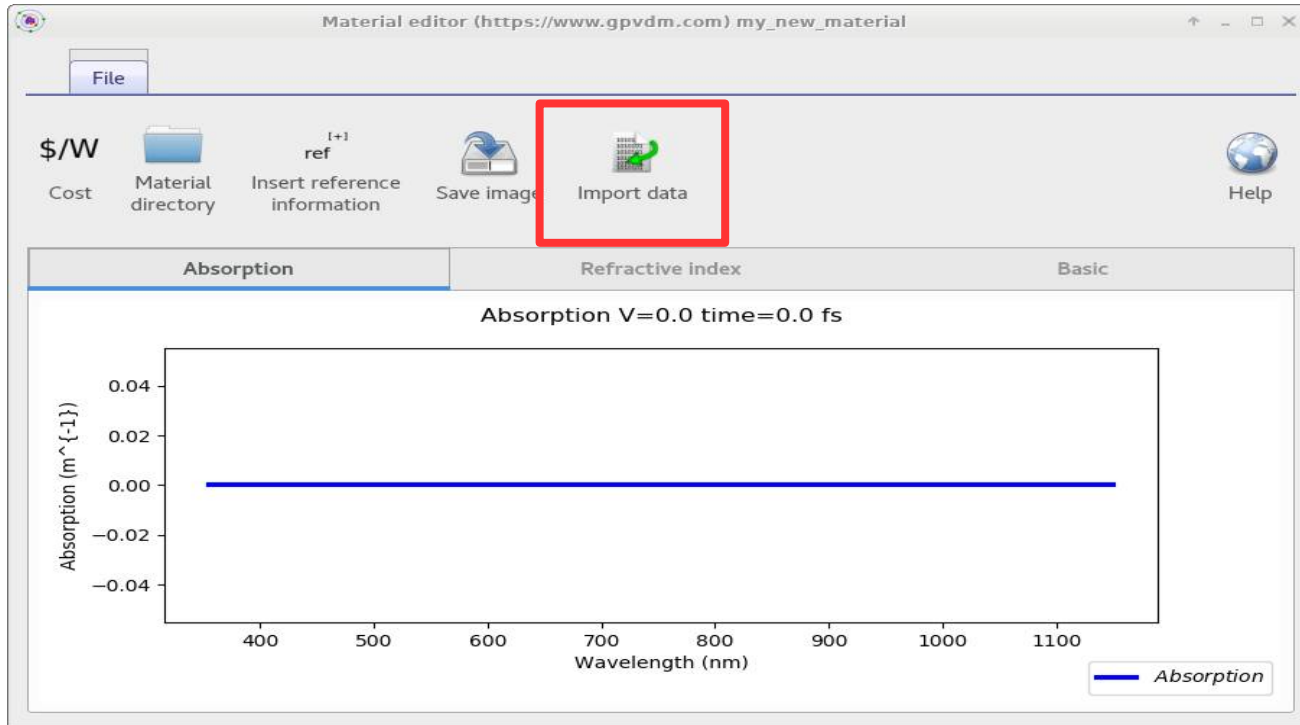 Material editor (https://www.gpvdm.com) my_new_material
File
$/W
Cost
Material
directory
[+]
ref
Insert reference
information
Save image
Import data
Help
Absorption
Refractive index
Basic
Absorption V=0.0 time=0.0 fs
Absorption (m^{-1})
0.04
0.02
0.00
−0.02
−0.04
400 500 600 700 800 900 1000 1100
Wavelength (nm)
Absorption